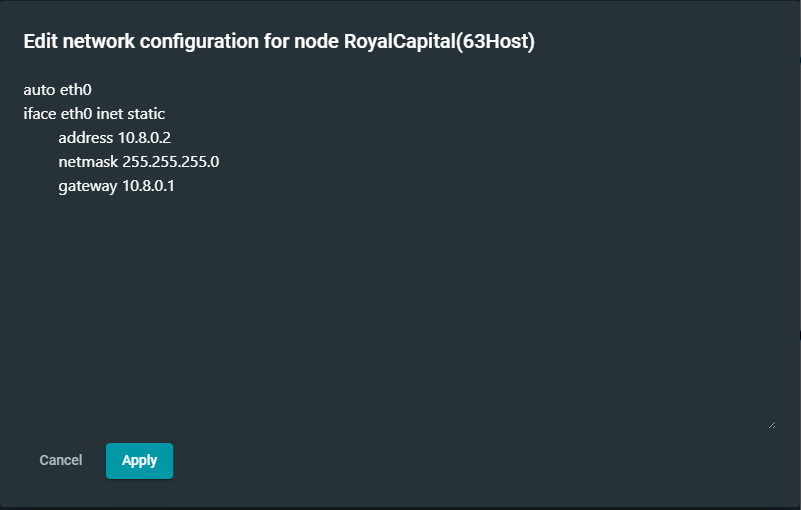 Edit network configuration for node RoyalCapital(63Host)
auto eth0
iface eth0 inet static
address 10.8.0.2
netmask 255.255.255.0
gateway 10.8.0.1
Cancel
Apply